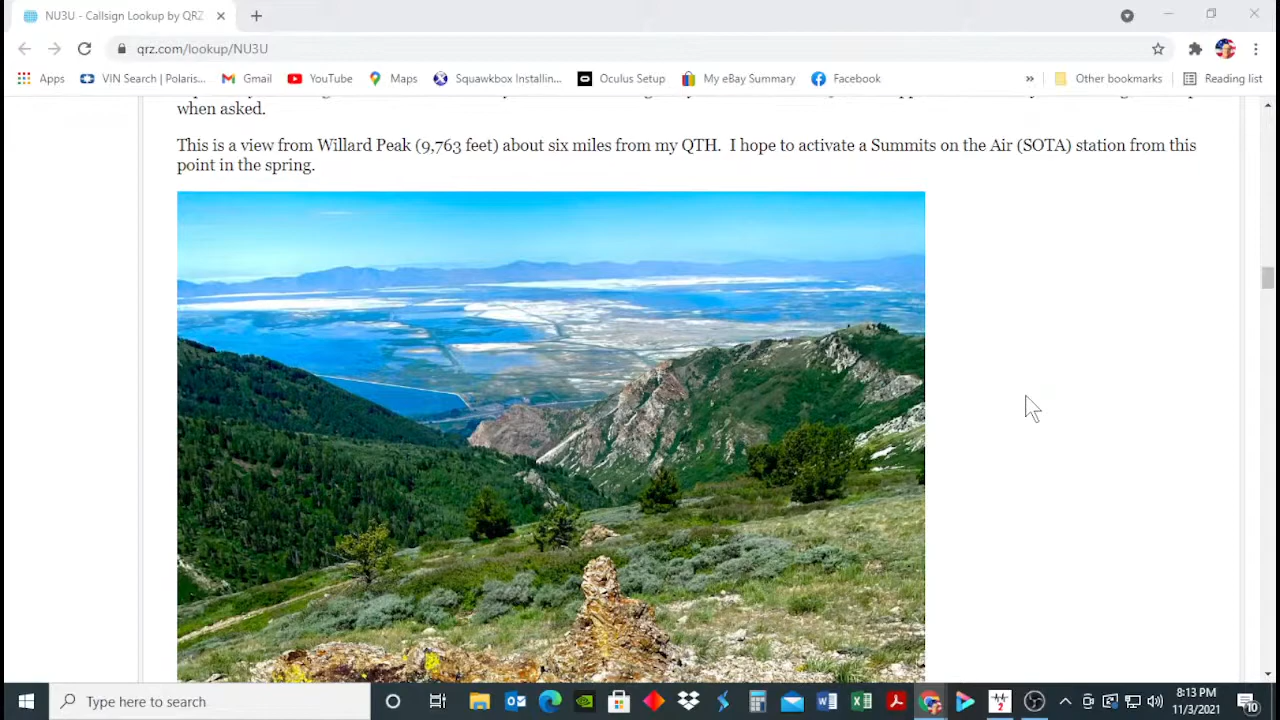 NU3U - Callsign Lookup by QRZ
qrz.com/lookup/NU3U
Apps VIN Search | Polaris... Gmail YouTube Maps Squawkbox Installin... Oculus Setup My eBay Summary Facebook » Other bookmarks Reading list
when asked.
This is a view from Willard Peak (9,763 feet) about six miles from my QTH. I hope to activate a Summits on the Air (SOTA) station from this
point in the spring.
Type here to search
8:13 PM
11/3/2021
10